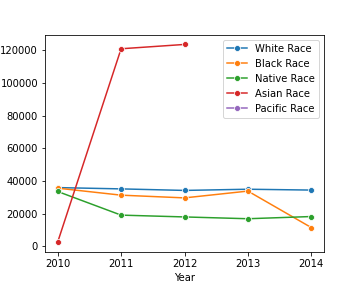 120000
100000
80000
60000
40000
20000
0
2010 2011 2012 2013 2014
Year
White Race
Black Race
Native Race
Asian Race
Pacific Race